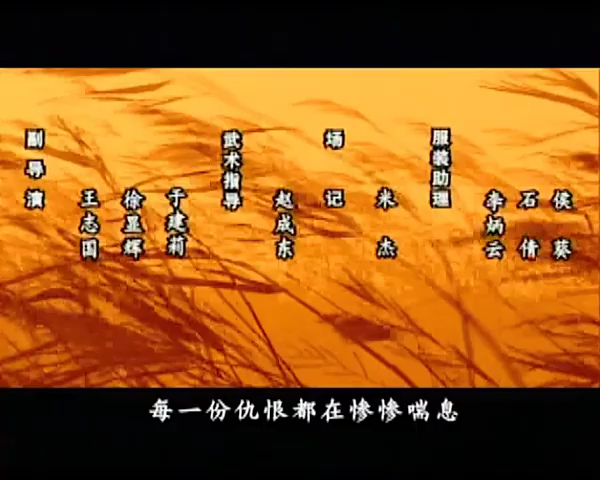 副导演
王志国
徐显辉
于建莉
武术指导
赵成东
场记
米杰
服装助理
李炳云
石倩
侯葵
每一份仇恨都在惨惨喘息